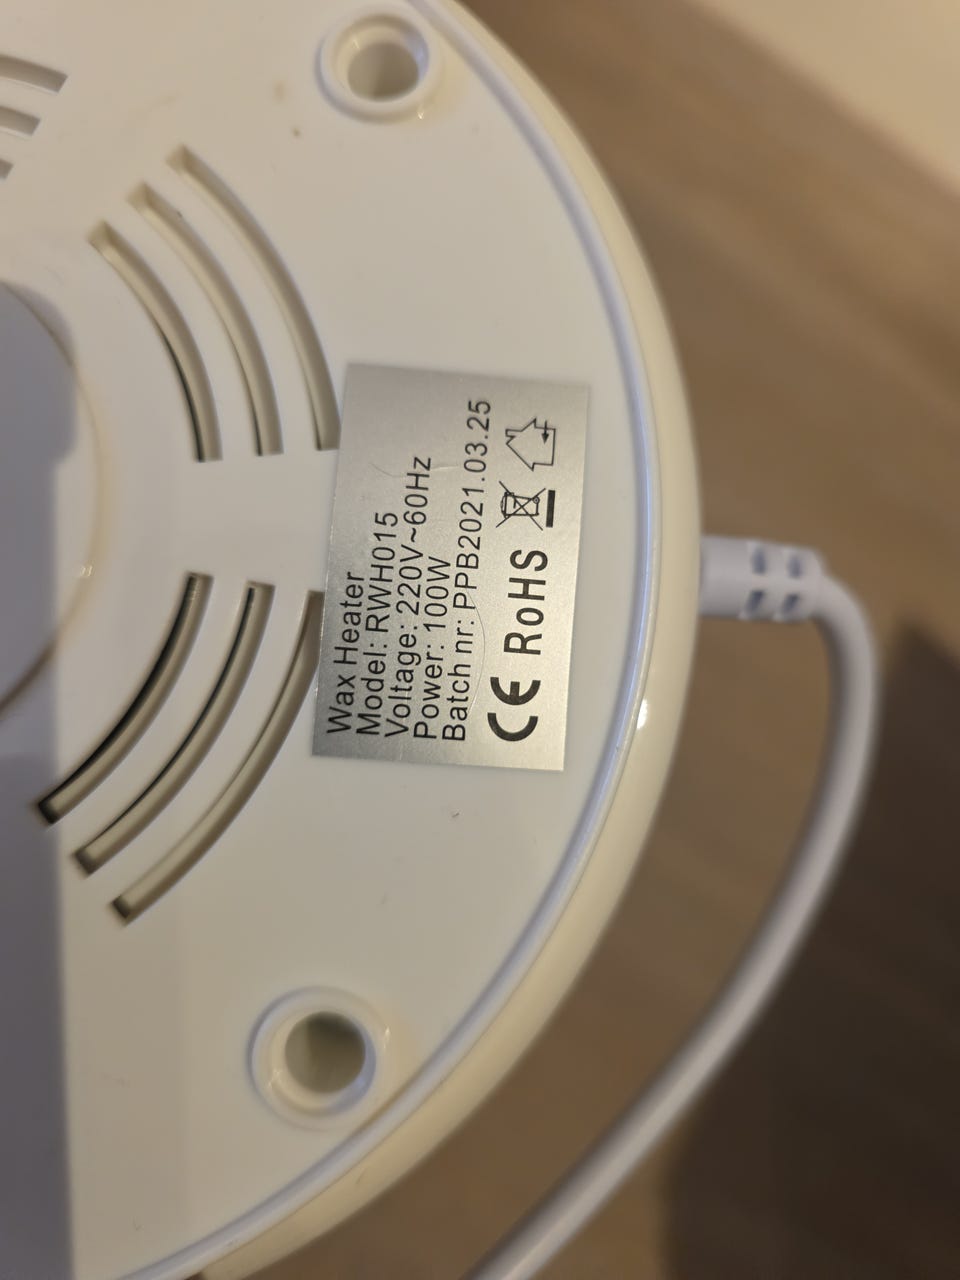 Wax Heater
Model: RWH015
Voltage: 220V~60Hz
Power: 100W
Batch nr: PPB2021.03.25
CE RoHS